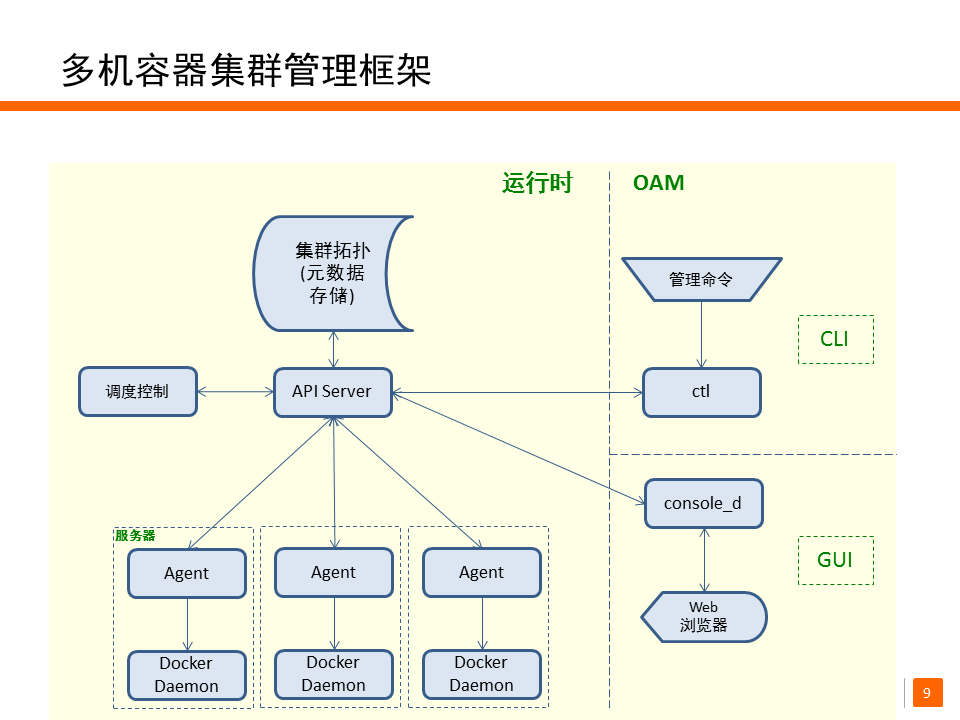 多机容器集群管理框架
运行时
OAM
集群拓扑
(元数据
存储)
管理命令
CLI
调度控制
API Server
ctl
console_d
服务器
GUI
Agent
Agent
Agent
Web
浏览器
Docker
Daemon
Docker
Daemon
Docker
Daemon
9